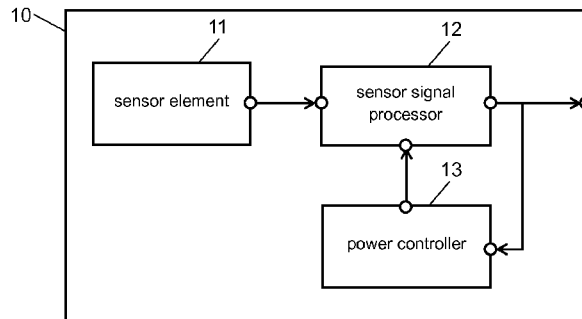 10
11
12
sensor element
sensor signal
processor
13
power controller